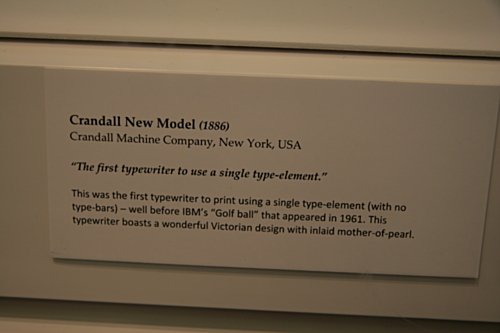 Crandall New Model (1886)
Crandall Machine Company, New York, USA
"The first typewriter to use a single type-element."
This was the first typewriter to print using a single type-element (with no
type-bars) – well before IBM's "Golf ball" that appeared in 1961. This
typewriter boasts a wonderful Victorian design with inlaid mother-of-pearl.